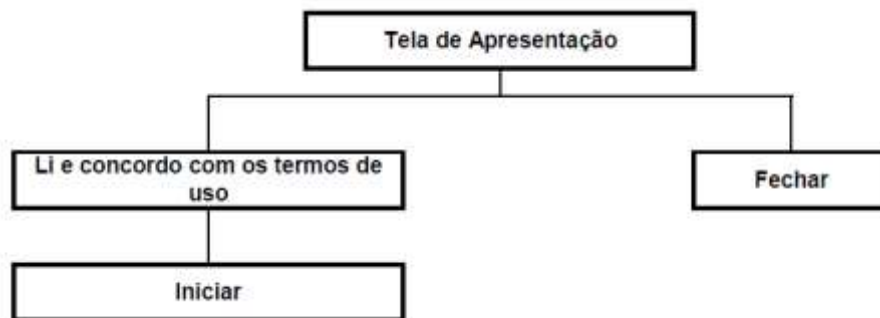 Tela de Apresentação
Li e concordo com os termos de
uso
Fechar
Iniciar